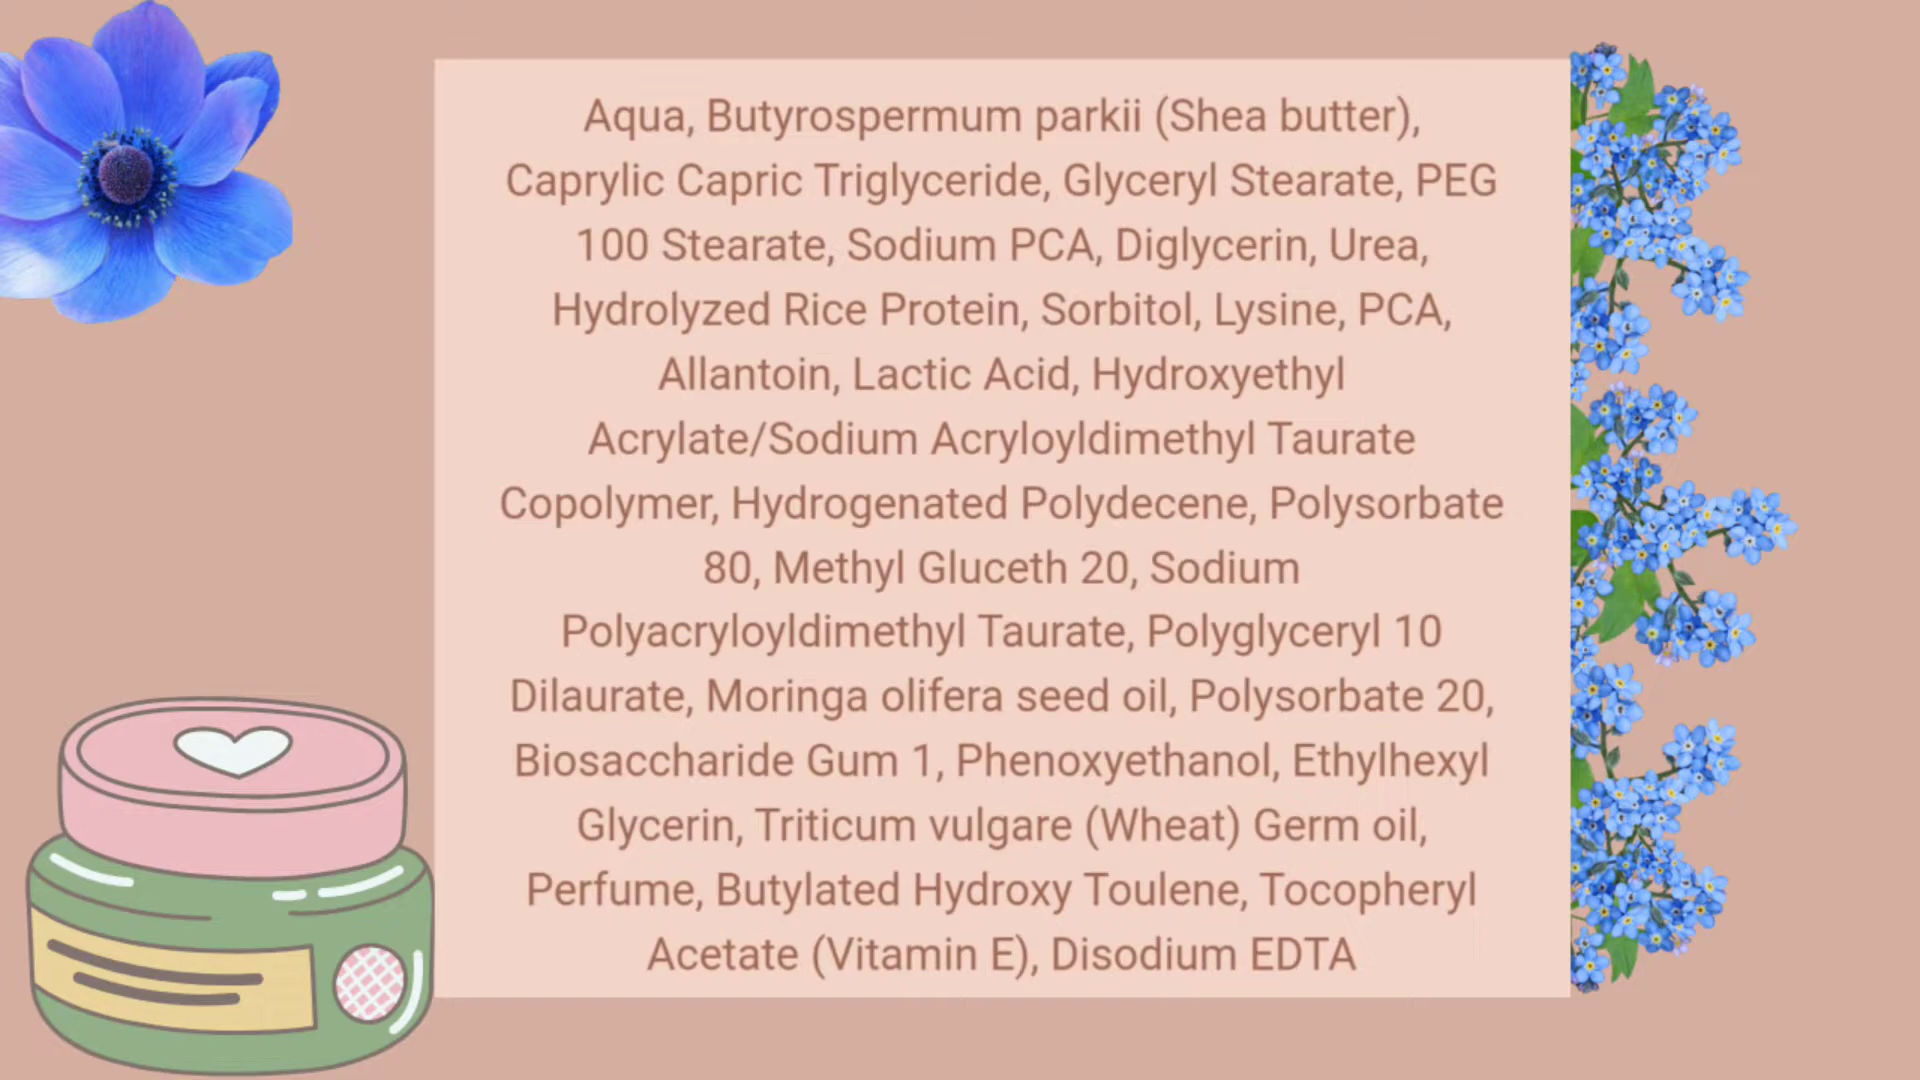 Aqua, Butyrospermum parkii (Shea butter),
Caprylic Capric Triglyceride, Glyceryl Stearate, PEG
100 Stearate, Sodium PCA, Diglycerin, Urea,
Hydrolyzed Rice Protein, Sorbitol, Lysine, PCA,
Allantoin, Lactic Acid, Hydroxyethyl
Acrylate/Sodium Acryloyldimethyl Taurate
Copolymer, Hydrogenated Polydecene, Polysorbate
80, Methyl Gluceth 20, Sodium
Polyacryloyldimethyl Taurate, Polyglyceryl 10
Dilaurate, Moringa olifera seed oil, Polysorbate 20,
Biosaccharide Gum 1, Phenoxyethanol, Ethylhexyl
Glycerin, Triticum vulgare (Wheat) Germ oil,
Perfume, Butylated Hydroxy Toulene, Tocopheryl
Acetate (Vitamin E), Disodium EDTA